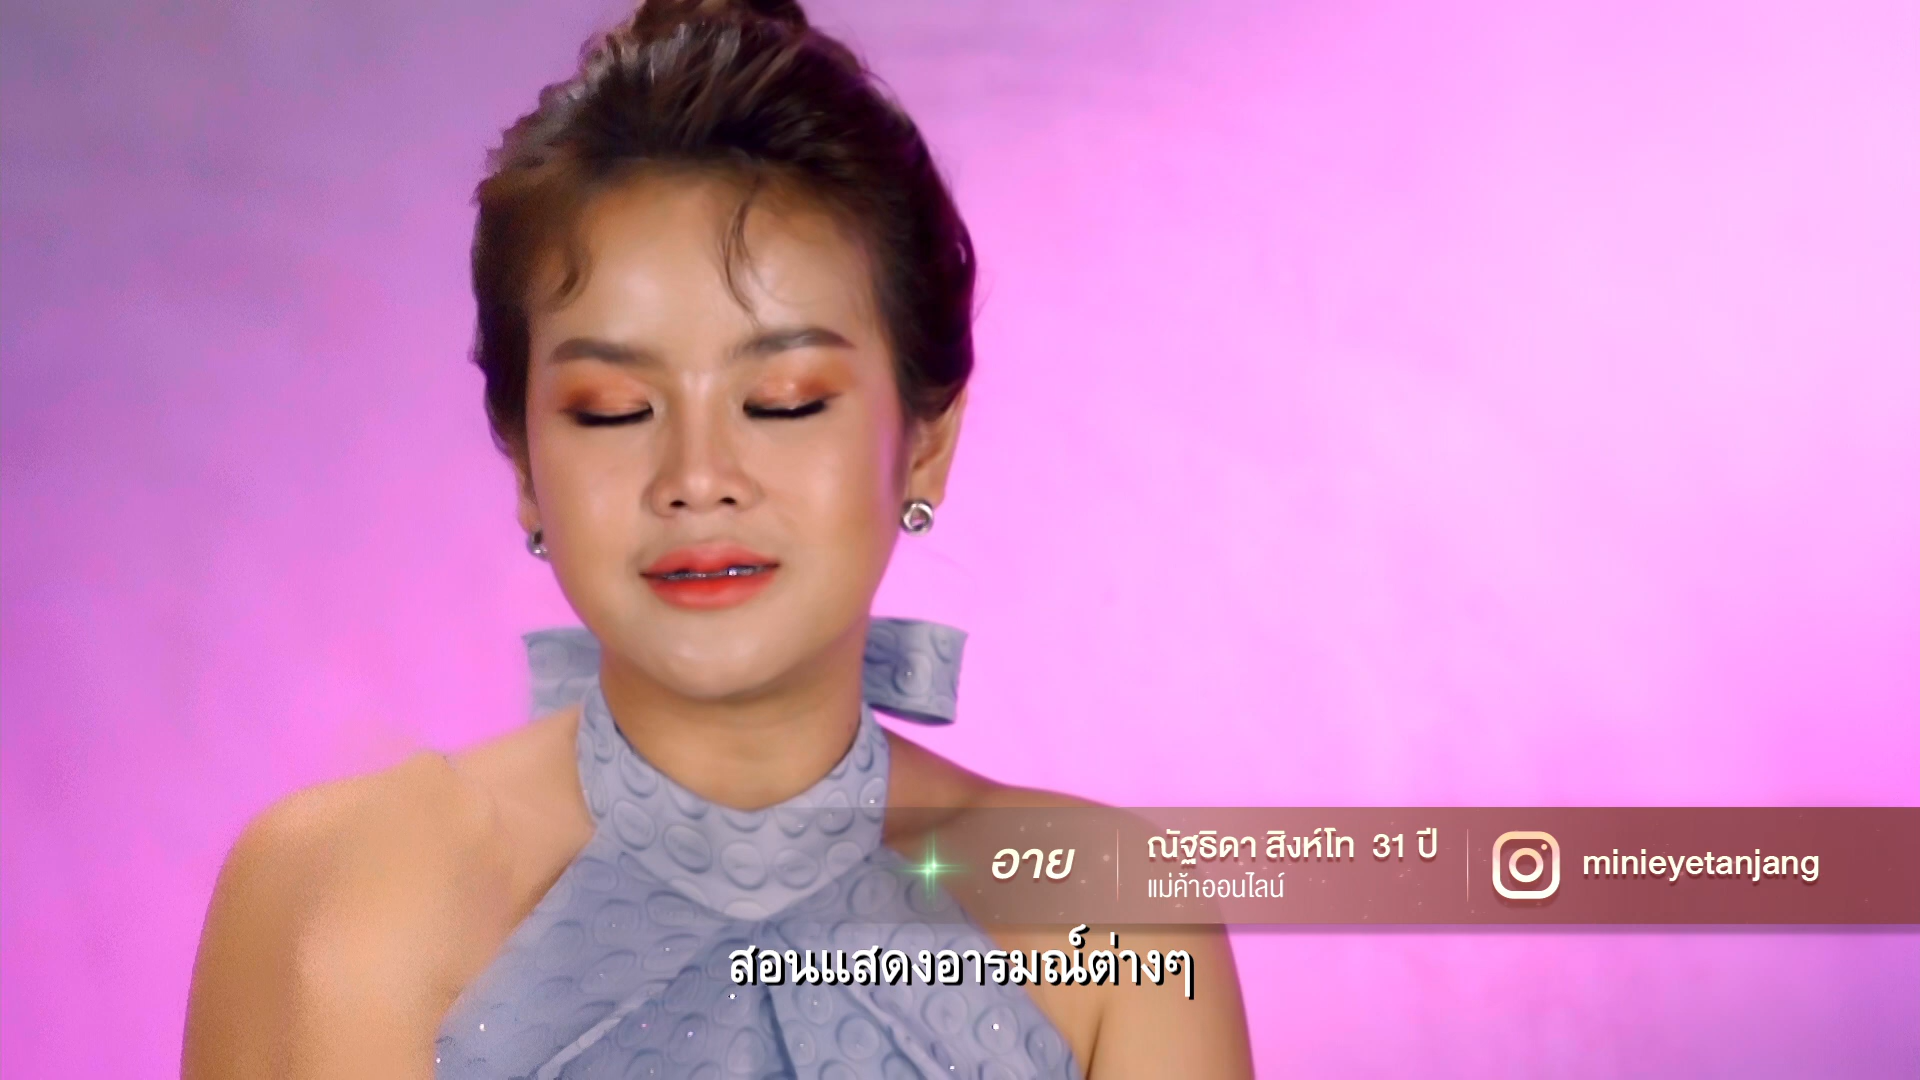 อาย
ณัฐธิดา สิงห์โท 31 ปี
แม่ค้าออนไลน์
minieyetanjang
สอนแสดงอารมณ์ต่างๆ